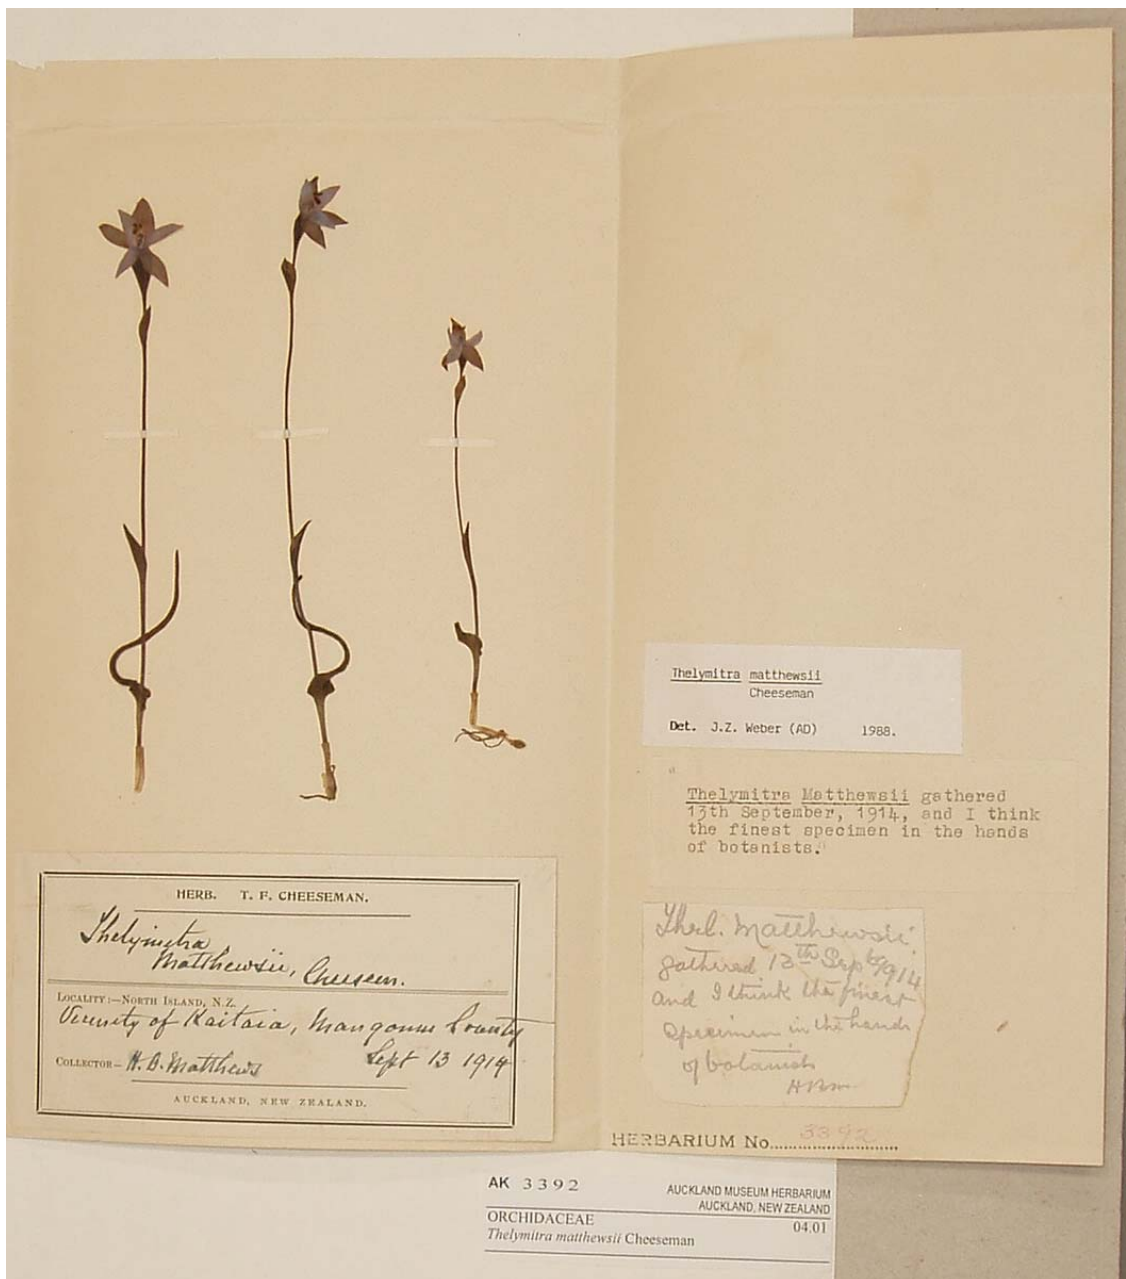 HERB. T. F. CHEESEMAN.
Thelymitra
Matthewsii, Cheesem.
LOCALITY:—NORTH ISLAND, N.Z.
Vicinity of Kaitaia, Mangonui County
Sept 13 1914
COLLECTOR— H. B. Matthews
AUCKLAND, NEW ZEALAND.
Thelymitra matthewsii
Cheeseman
Det. J.Z. Weber (AD) 1988.
"Thelymitra Matthewsii gathered
13th September, 1914, and I think
the finest specimen in the hands
of botanists."
Thel. Matthewsii
gathered 13th Sept 1914
and I think the finest
specimen in the hands
of botanists
HBM
HERBARIUM No. 3392
AK 3392
AUCKLAND MUSEUM HERBARIUM
AUCKLAND, NEW ZEALAND
ORCHIDACEAE 04.01
Thelymitra matthewsii Cheeseman